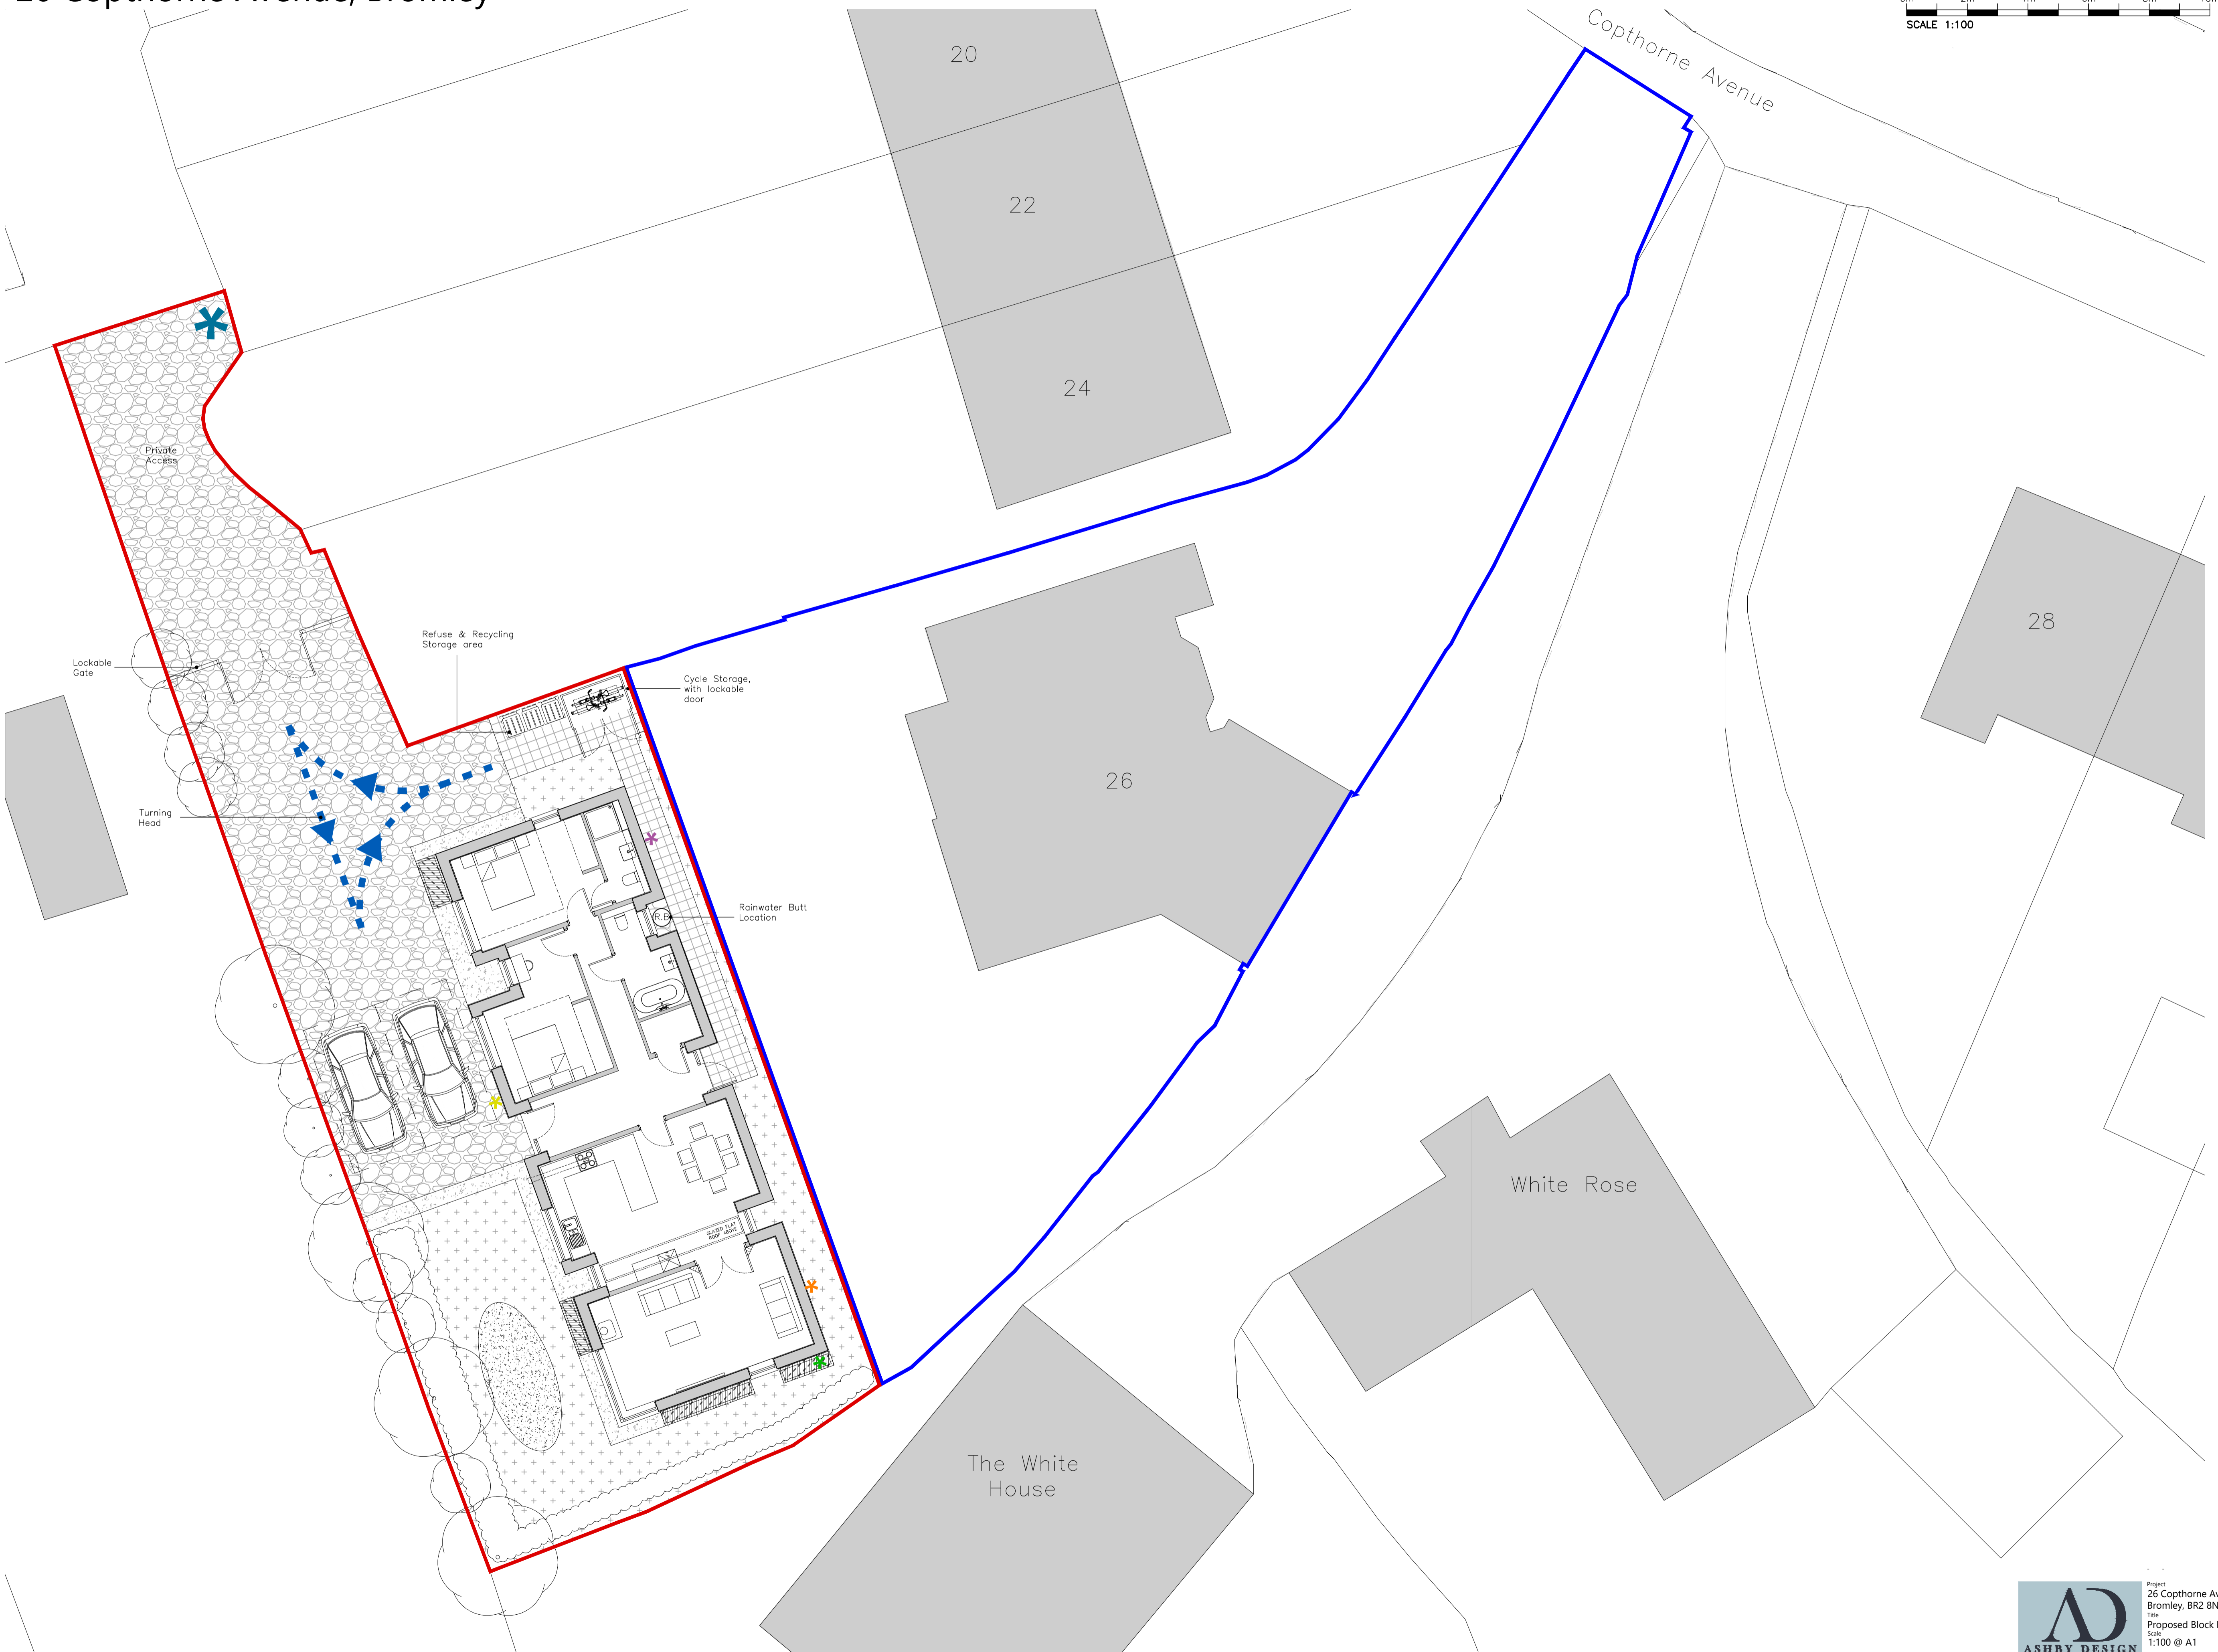 SCALE 1:100
Copthorne Avenue
20
22
24
Private
Access
Refuse & Recycling
Storage area
Lockable
Gate
Cycle Storage,
with lockable
door
28
26
Turning
Head
Rainwater Butt
Location
R.B
White Rose
GLAZED FLAT
ROOF ABOVE
The White
House
Project
26 Copthorne
Bromley, BR2
Title
Proposed Block
Scale
1:100 @ A1
AD
ASHBY DESIGN